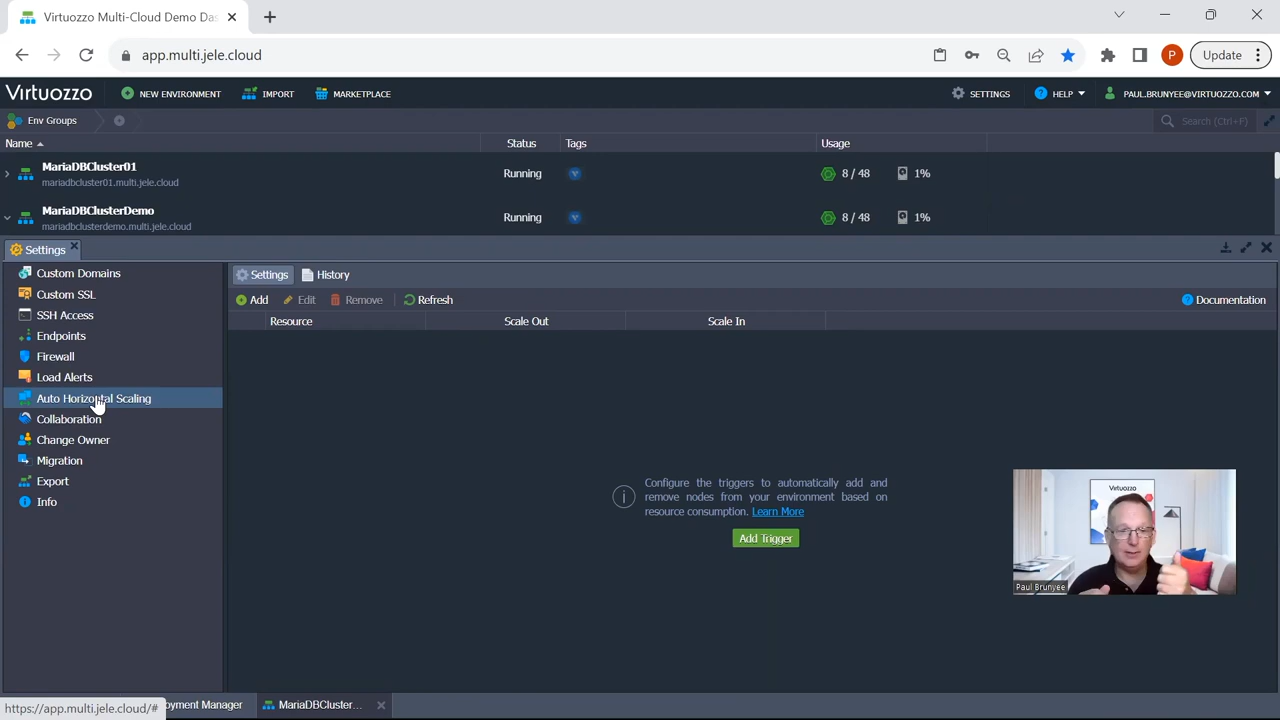 Virtuozzo Multi-Cloud Demo Das
app.multi.jele.cloud
P
Update
Virtuozzo
NEW ENVIRONMENT
IMPORT
MARKETPLACE
SETTINGS
HELP
PAUL.BRUNYEE@VIRTUOZZO.COM
Env Groups
Search (Ctrl+F)
Name
Status
Tags
Usage
MariaDBCluster01
mariadbcluster01.multi.jele.cloud
Running
8 / 48
1%
MariaDBClusterDemo
mariadbclusterdemo.multi.jele.cloud
Running
8 / 48
1%
Settings
Custom Domains
Custom SSL
SSH Access
Endpoints
Firewall
Load Alerts
Auto Horizontal Scaling
Collaboration
Change Owner
Migration
Export
Info
Settings
History
Add
Edit
Remove
Refresh
Documentation
Resource
Scale Out
Scale In
Configure the triggers to automatically add and
remove nodes from your environment based on
resource consumption. Learn More
Add Trigger
Virtuozzo
Paul Brunyee
https://app.multi.jele.cloud/#
oyment Manager
MariaDBCluster...